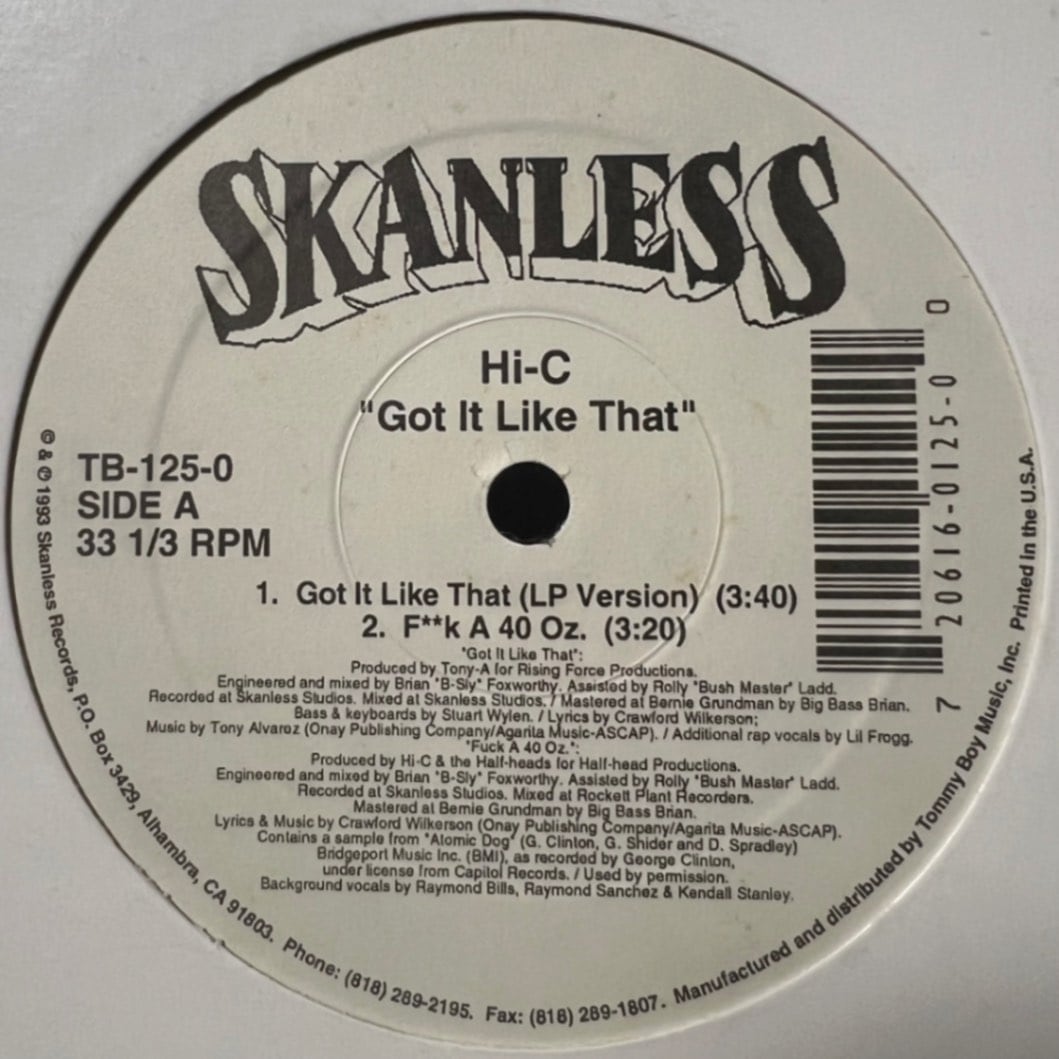 SKANLESS
Hi-C
"Got It Like That"
TB-125-0
SIDE A
33 1/3 RPM
1. Got It Like That (LP Version) (3:40)
2. F**k A 40 Oz. (3:20)
"Got It Like That":
Produced by Tony-A for Rising Force Productions.
Engineered and mixed by Brian "B-Sly" Foxworthy. Assisted by Rolly "Bush Master" Ladd.
Recorded at Skanless Studios. Mixed at Skanless Studios. / Mastered at Bernie Grundman by Big Bass Brian.
Bass & keyboards by Stuart Wylen. / Lyrics by Crawford Wilkerson;
Music by Tony Alvarez (Onay Publishing Company/Agarita Music-ASCAP). / Additional rap vocals by Lil Frogg.
"Fuck A 40 Oz.":
Produced by Hi-C & the Half-heads for Half-head Productions.
Engineered and mixed by Brian "B-Sly" Foxworthy. Assisted by Rolly "Bush Master" Ladd.
Recorded at Skanless Studios. Mixed at Rockett Plant Recorders.
Mastered at Bernie Grundman by Big Bass Brian.
Lyrics & Music by Crawford Wilkerson (Onay Publishing Company/Agarita Music-ASCAP).
Contains a sample from "Atomic Dog" (G. Clinton, G. Shider and D. Spradley)
Bridgeport Music Inc. (BMI), as recorded by George Clinton,
under license from Capitol Records. / Used by permission.
Background vocals by Raymond Bills, Raymond Sanchez & Kendall Stanley.
7 20616-0125-0 0
© & ℗ 1993 Skanless Records, P.O. Box 3429, Alhambra, CA 91803. Phone: (818) 289-2195. Fax: (818) 289-1807. Manufactured and distributed by Tommy Boy Music, Inc. Printed in the U.S.A.